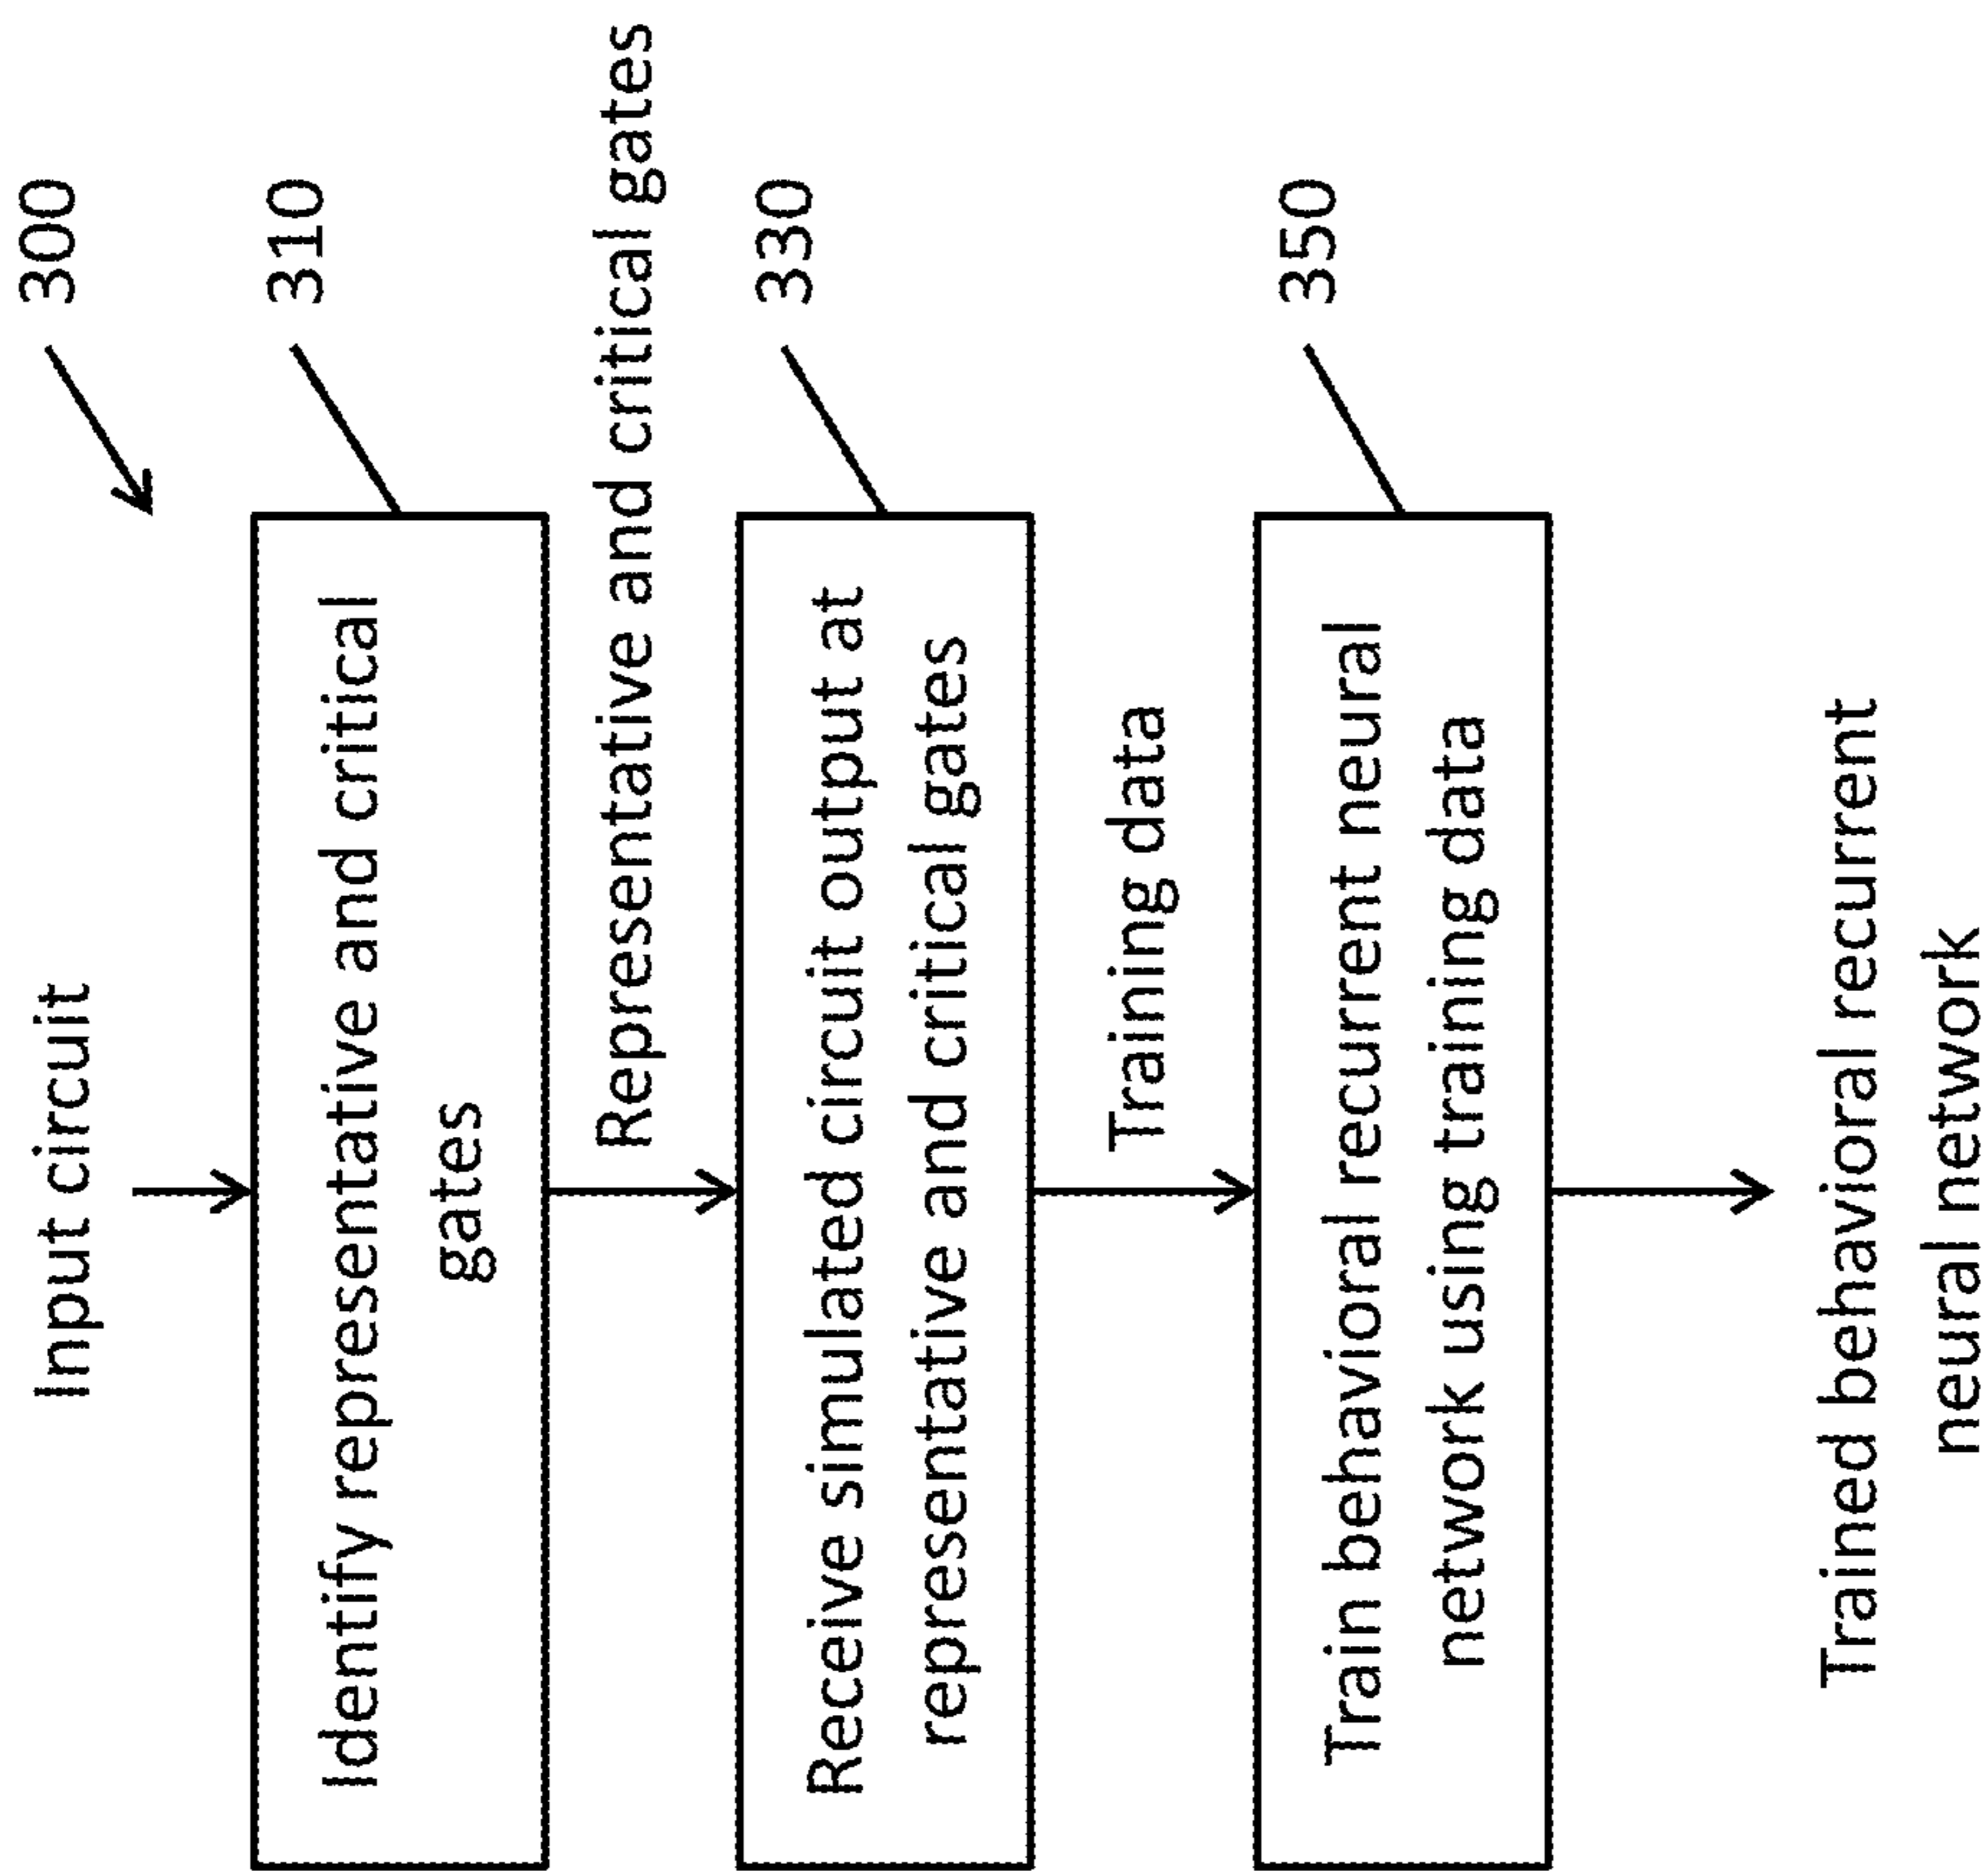 300
Input circuit
310
Identify representative and critical
gates
Representative and critical gates
330
Receive simulated circuit output at
representative and critical gates
Training data
350
Train behavioral recurrent neural
network using training data
Trained behavioral recurrent
neural network